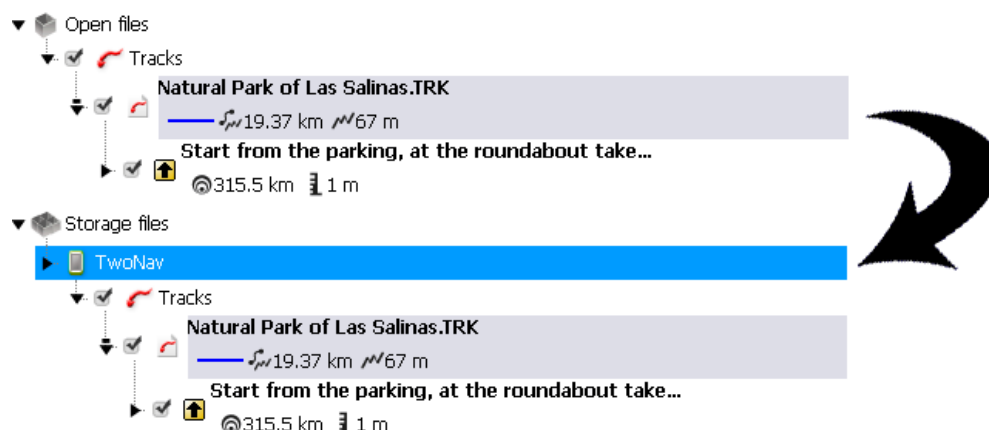 Open files
Tracks
Natural Park of Las Salinas.TRK
19.37 km 67 m
Start from the parking, at the roundabout take...
315.5 km 1 m
Storage files
TwoNav
Tracks
Natural Park of Las Salinas.TRK
19.37 km 67 m
Start from the parking, at the roundabout take...
315.5 km 1 m